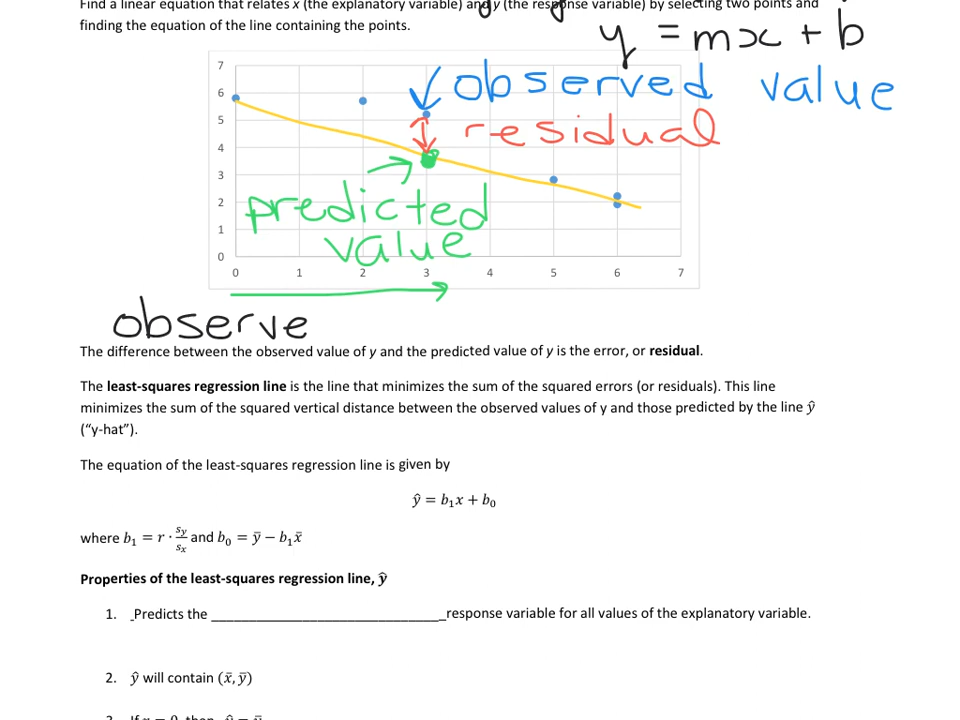 Find a linear equation that relates x (the explanatory variable) and y (the response variable) by selecting two points and
finding the equation of the line containing the points.
y = mx + b
7
6
5
4
3
2
1
0
0 1 2 3 4 5 6 7
observed value
residual
predicted
value
observe
The difference between the observed value of y and the predicted value of y is the error, or residual.
The least-squares regression line is the line that minimizes the sum of the squared errors (or residuals). This line
minimizes the sum of the squared vertical distance between the observed values of y and those predicted by the line ŷ
("y-hat").
The equation of the least-squares regression line is given by
ŷ = b₁x + b₀
where b₁ = r · s_y/s_x and b₀ = ȳ − b₁x̄
Properties of the least-squares regression line, ŷ
1. Predicts the ______________________________ response variable for all values of the explanatory variable.
2. ŷ will contain (x̄, ȳ)